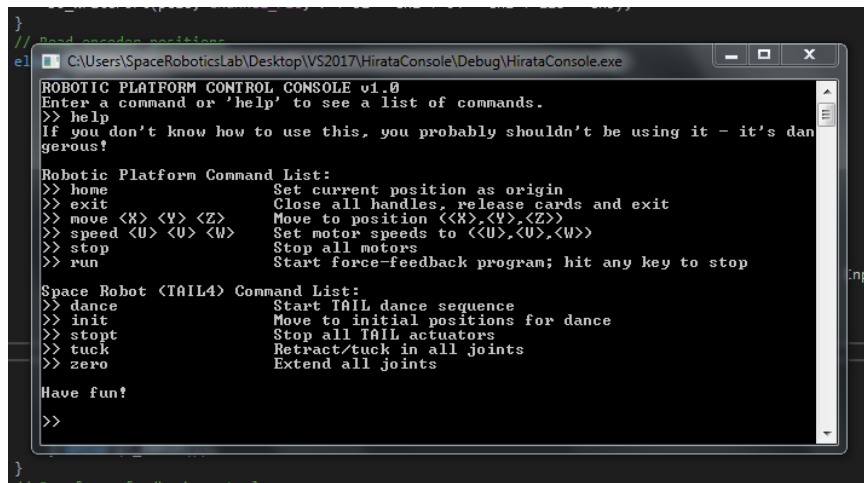 }
// Read encoder positions
el
C:\Users\SpaceRoboticsLab\Desktop\VS2017\HirataConsole\Debug\HirataConsole.exe
ROBOTIC PLATFORM CONTROL CONSOLE v1.0
Enter a command or 'help' to see a list of commands.
>> help
If you don't know how to use this, you probably shouldn't be using it - it's dan
gerous!
Robotic Platform Command List:
>> home Set current position as origin
>> exit Close all handles, release cards and exit
>> move <X> <Y> <Z> Move to position (<X>,<Y>,<Z>)
>> speed <U> <V> <W> Set motor speeds to (<U>,<V>,<W>)
>> stop Stop all motors
>> run Start force-feedback program; hit any key to stop
Space Robot (TAIL4) Command List:
>> dance Start TAIL dance sequence
>> init Move to initial positions for dance
>> stopt Stop all TAIL actuators
>> tuck Retract/tuck in all joints
>> zero Extend all joints
Have fun!
>>
}